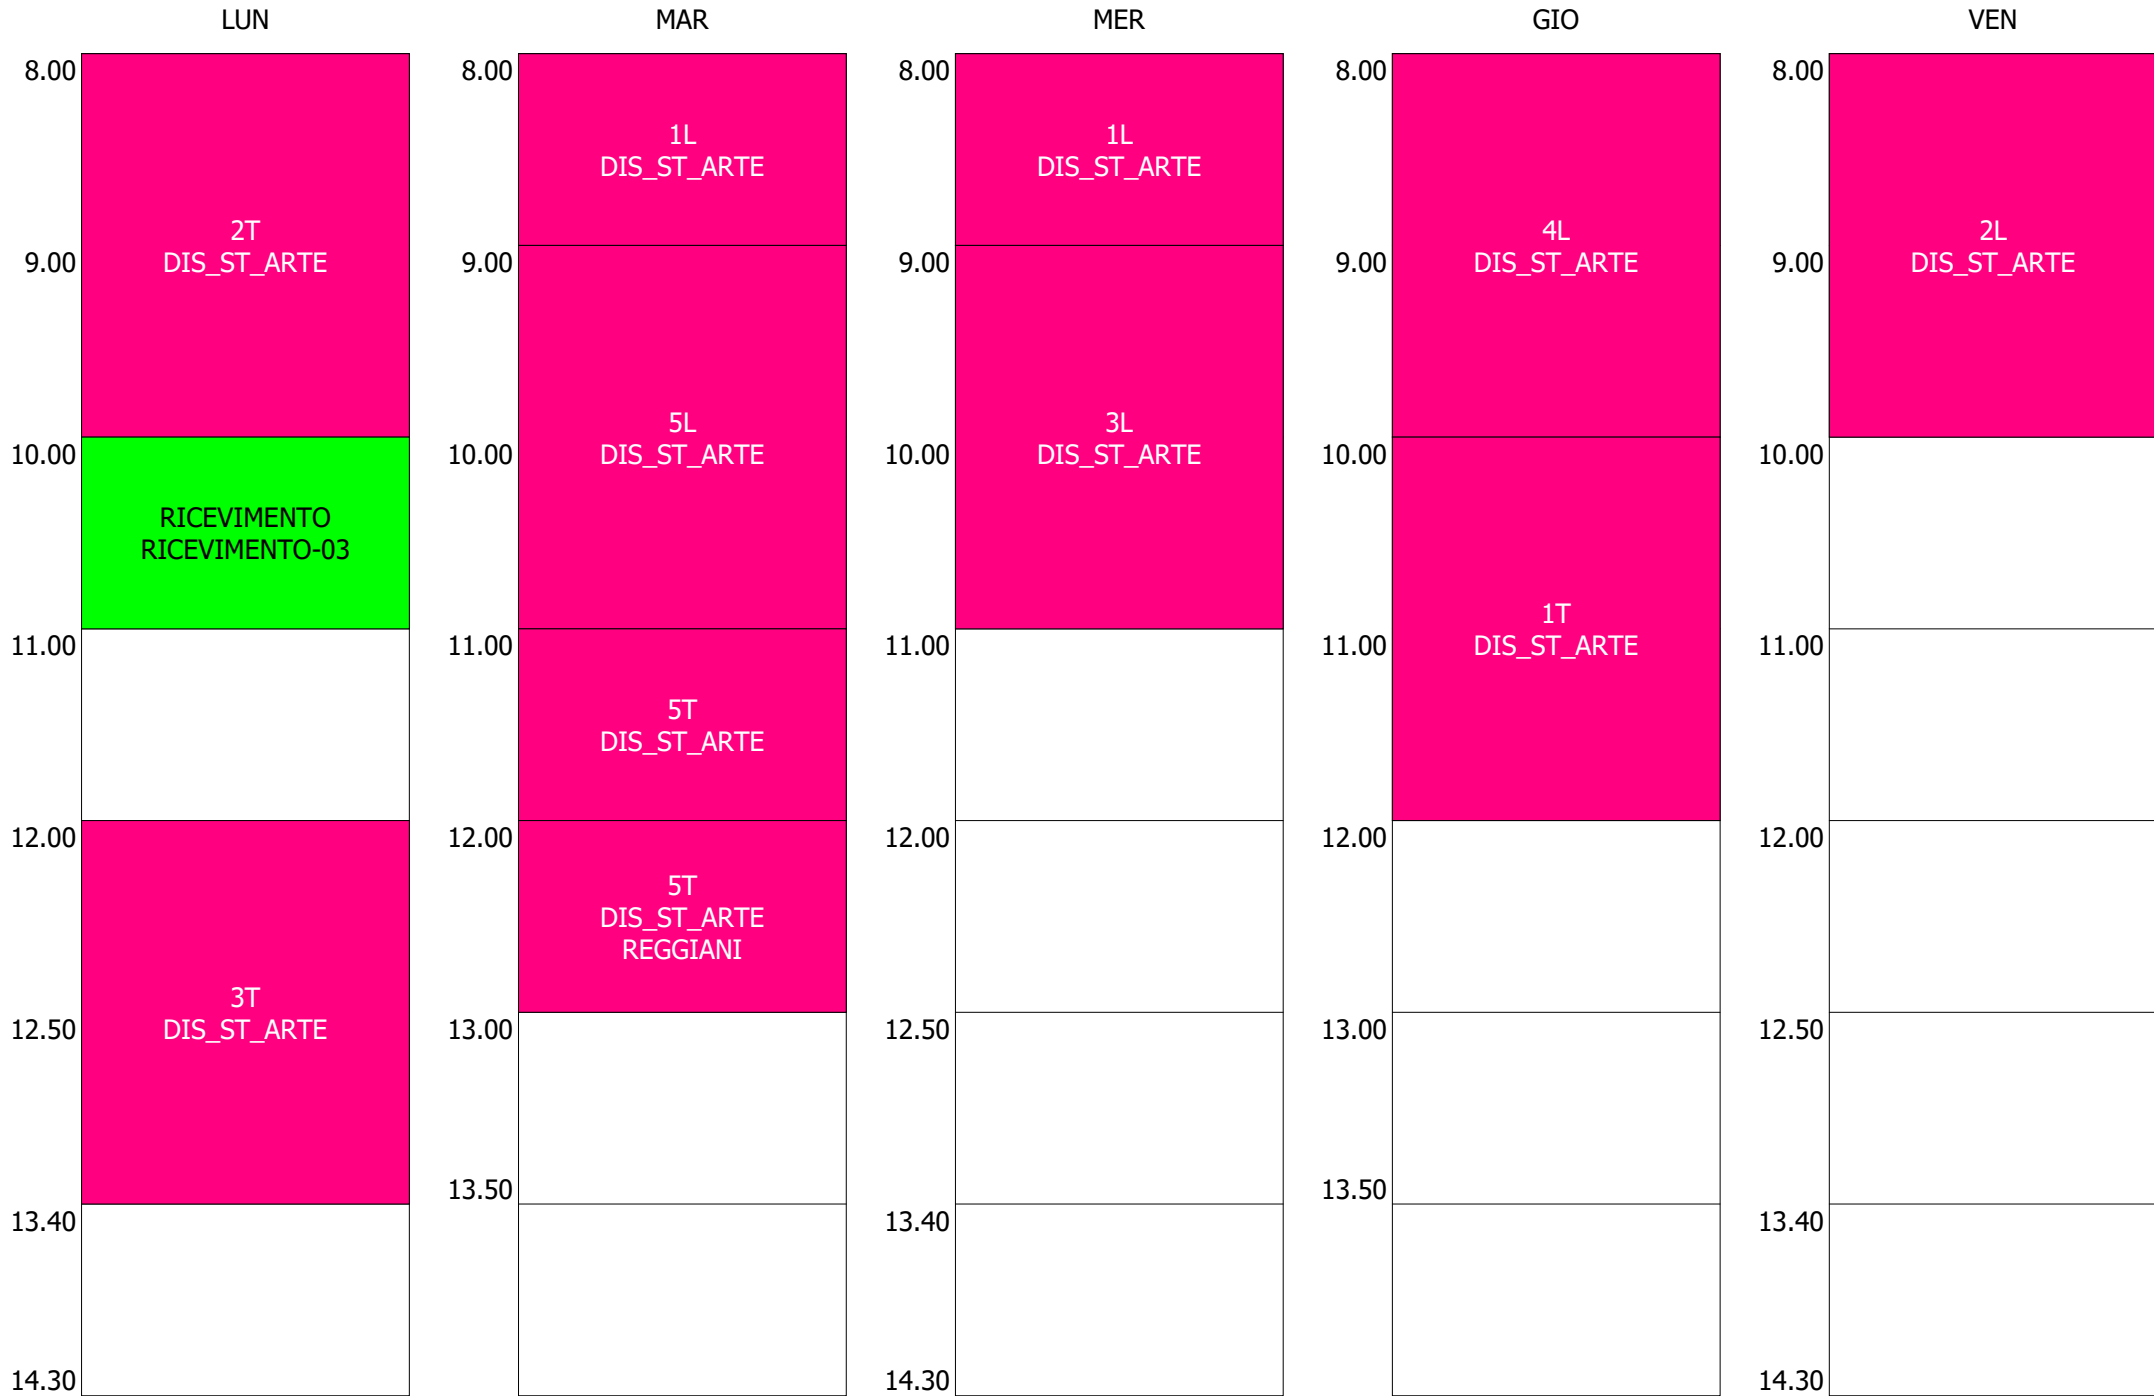 LUN
MAR
MER
GIO
VEN
8.00
2T
DIS_ST_ARTE
9.00
10.00
RICEVIMENTO
RICEVIMENTO-03
11.00
12.00
3T
DIS_ST_ARTE
12.50
13.40
14.30
8.00
1L
DIS_ST_ARTE
9.00
5L
DIS_ST_ARTE
10.00
11.00
5T
DIS_ST_ARTE
12.00
5T
DIS_ST_ARTE
REGGIANI
13.00
13.50
8.00
1L
DIS_ST_ARTE
9.00
3L
DIS_ST_ARTE
10.00
11.00
12.00
12.50
13.40
14.30
8.00
4L
DIS_ST_ARTE
9.00
10.00
1T
DIS_ST_ARTE
11.00
12.00
13.00
13.50
8.00
2L
DIS_ST_ARTE
9.00
10.00
11.00
12.00
12.50
13.40
14.30